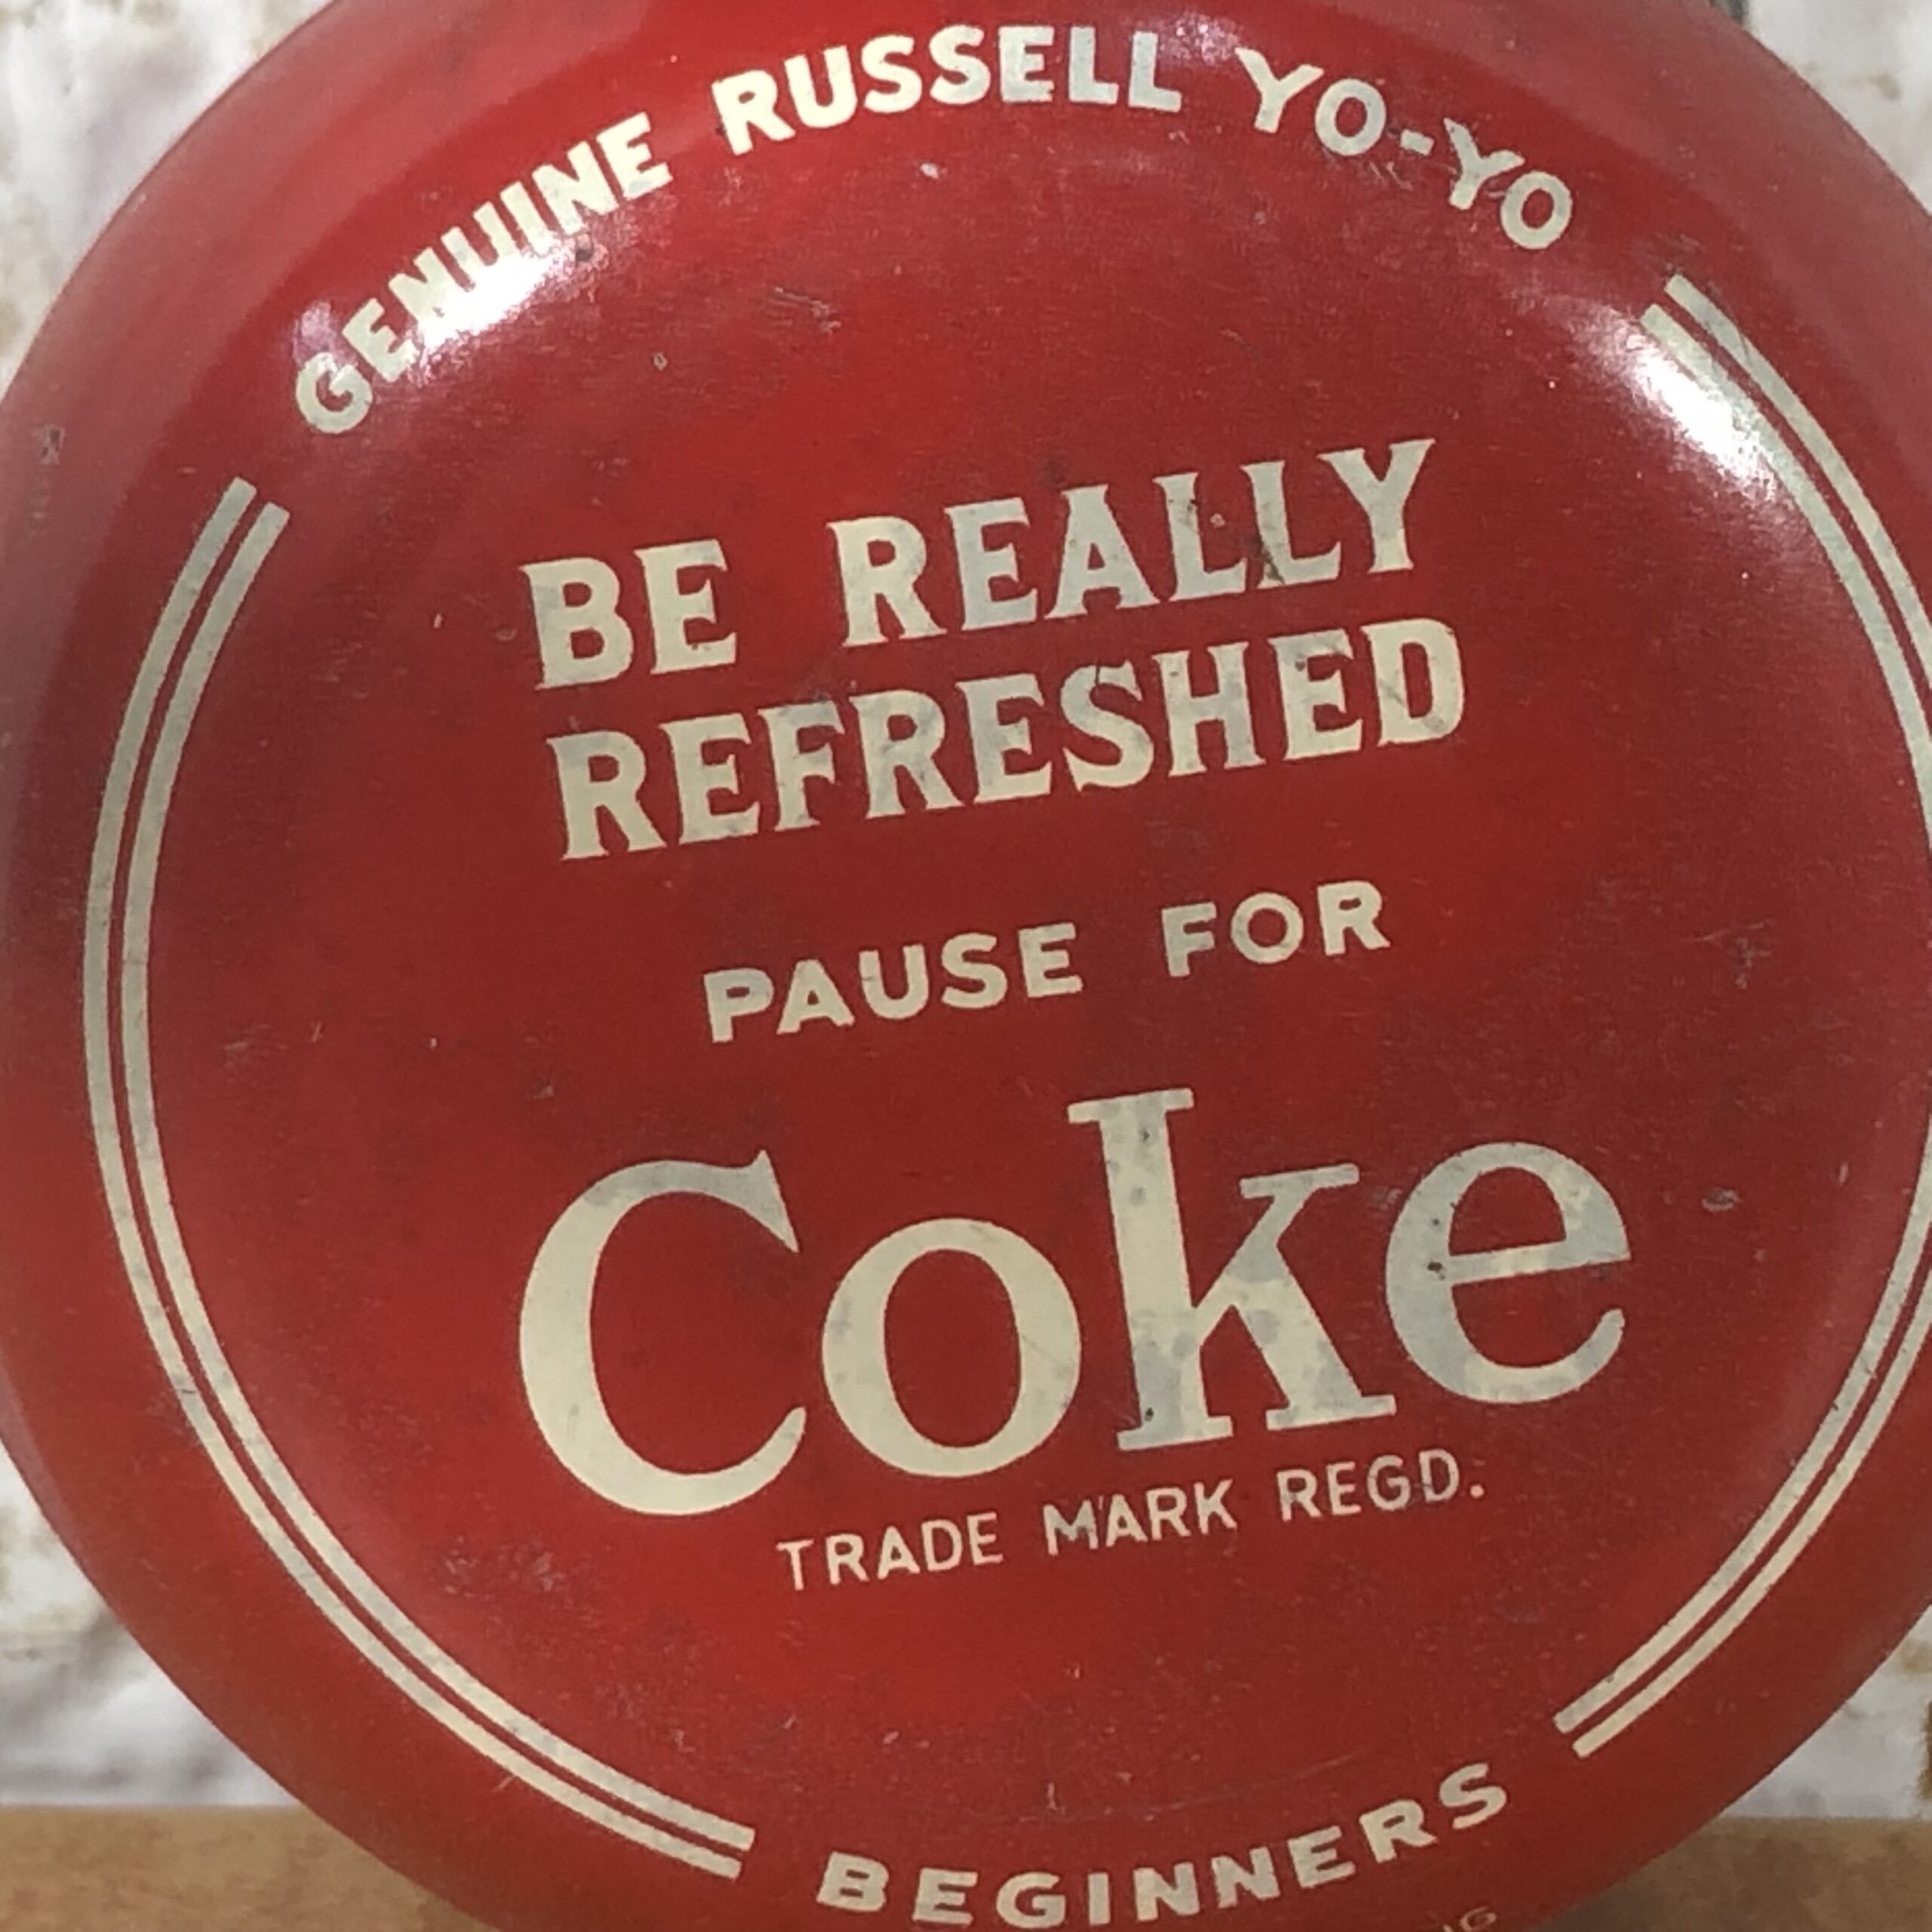 GENUINE RUSSELL YO-YO
BE REALLY
REFRESHED
PAUSE FOR
Coke
TRADE MARK REGD.
BEGINNERS